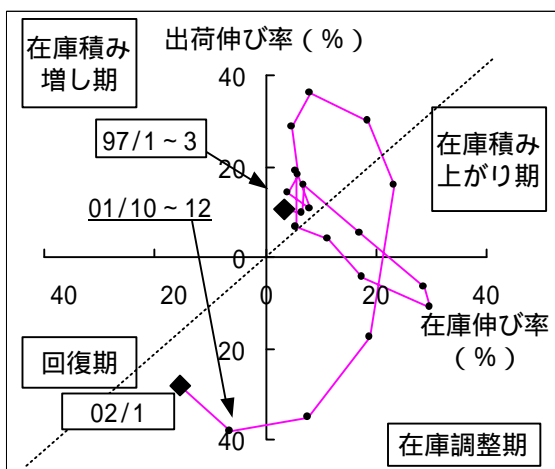 出荷伸び率（%）
在庫積み
増し期
40
97/1～3
20
在庫積み
上がり期
01/10～12
0
40
20
0
20
40
在庫伸び率
（%）
回復期
20
02/1
40
在庫調整期